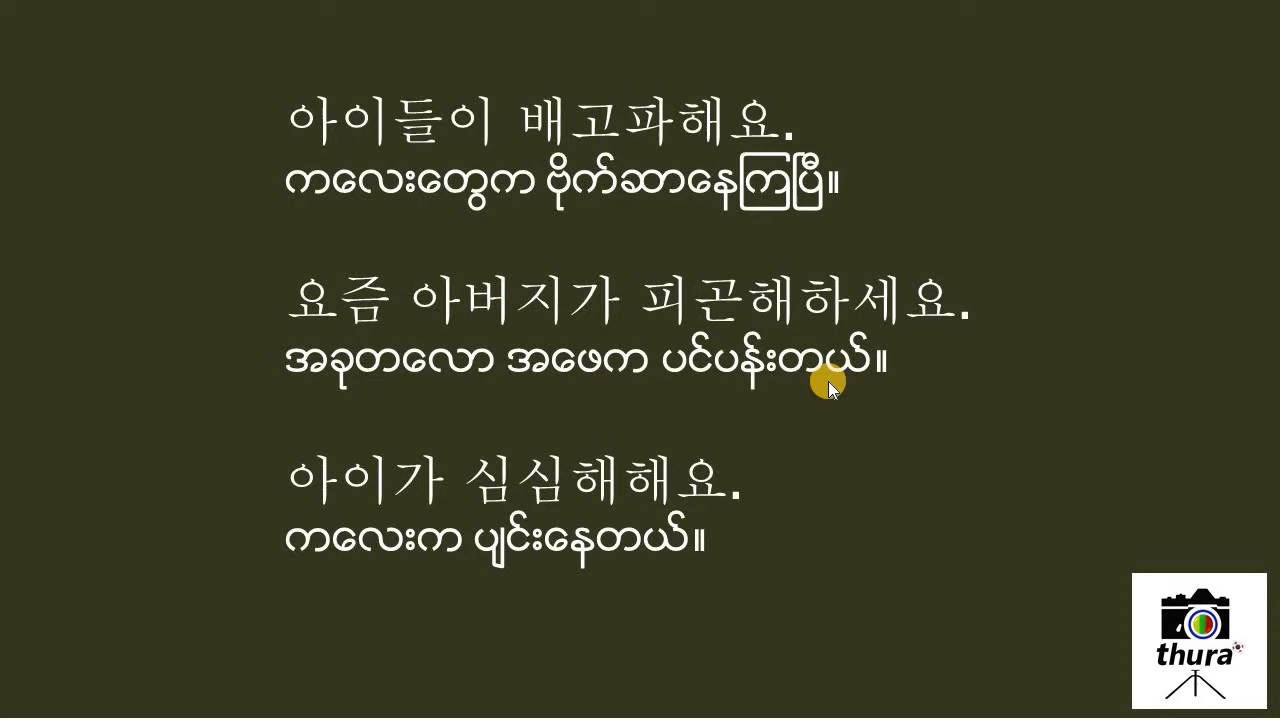 아이들이 배고파해요.
ကလေးတွေက ဗိုက်ဆာနေကြပြီ။
요즘 아버지가 피곤해하세요.
အခုတလော အဖေက ပင်ပန်းတယ်။
아이가 심심해해요.
ကလေးက ပျင်းနေတယ်။
thura